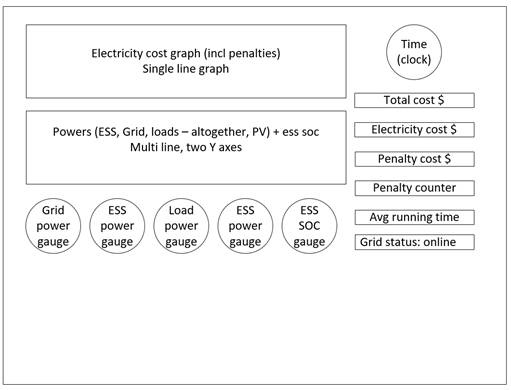 Electricity cost graph (incl penalties)
Single line graph
Time
(clock)
Total cost $
Electricity cost $
Penalty cost $
Penalty counter
Avg running time
Grid status: online
Powers (ESS, Grid, loads – altogether, PV) + ess soc
Multi line, two Y axes
Grid
power
gauge
ESS
power
gauge
Load
power
gauge
ESS
power
gauge
ESS
SOC
gauge